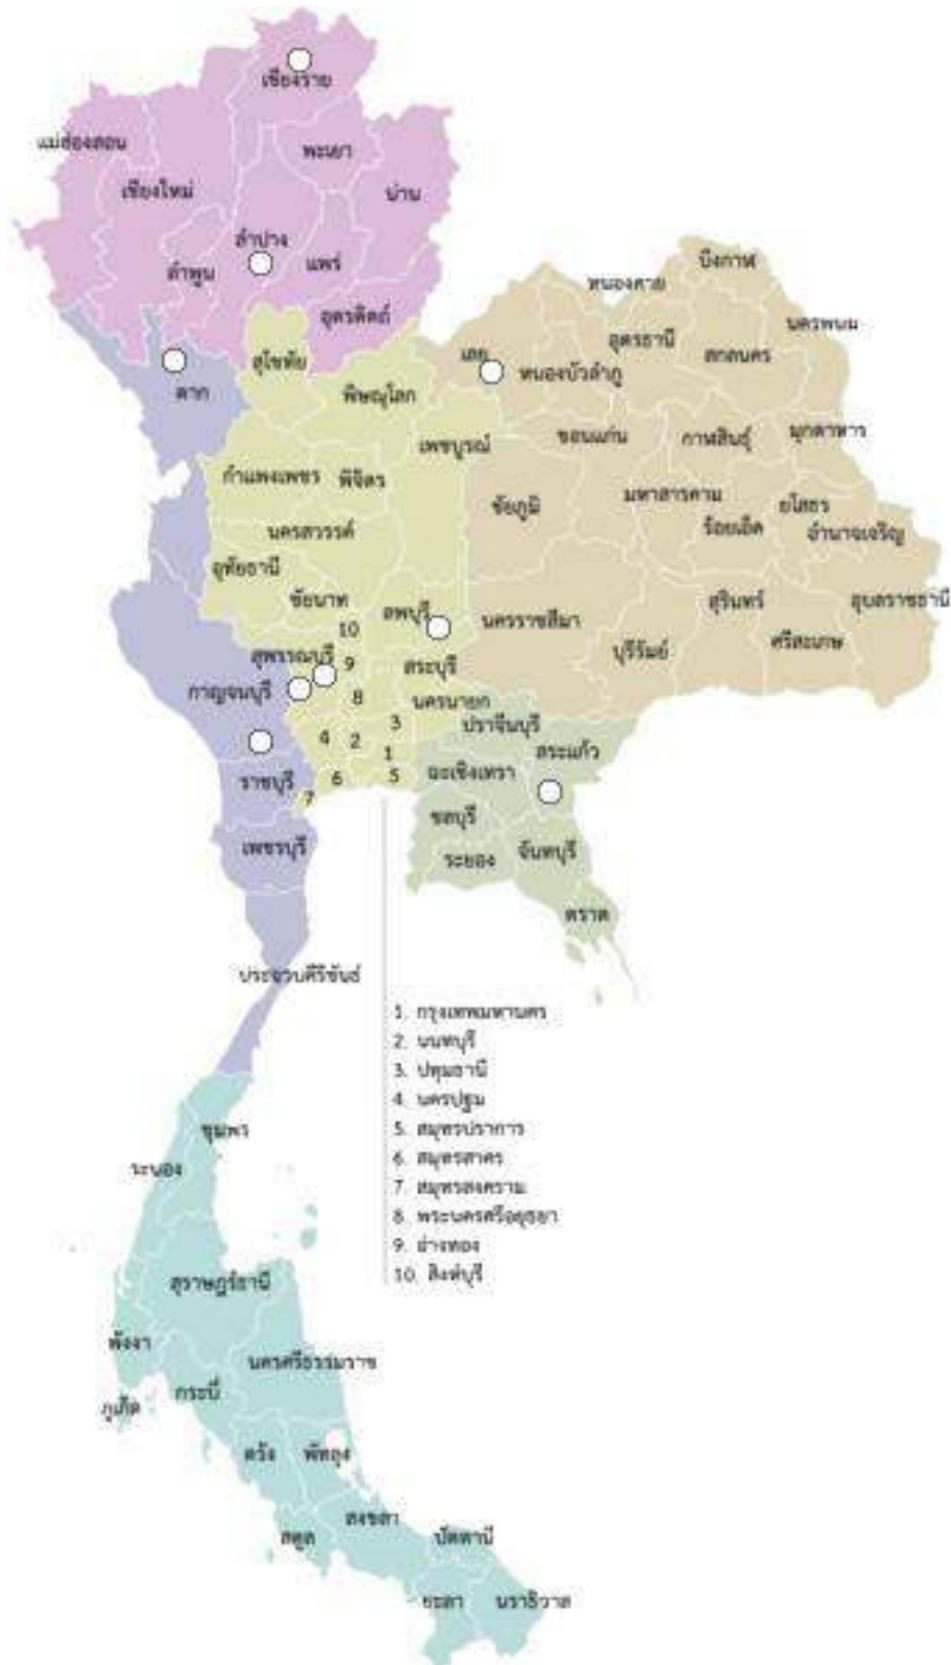 เชียงราย
แม่ฮ่องสอน
พะเยา
เชียงใหม่
น่าน
ลำปาง
ลำพูน
แพร่
อุตรดิตถ์
บึงกาฬ
หนองคาย
นครพนม
สุโขทัย
เลย
อุดรธานี
สกลนคร
หนองบัวลำภู
ตาก
พิษณุโลก
เพชบูรณ์
ขอนแก่น
กาฬสินธุ์
มุกดาหาร
กำแพงเพชร
พิจิตร
ชัยภูมิ
มหาสารคาม
ยโสธร
ร้อยเอ็ด
อำนาจเจริญ
นครสวรรค์
อุทัยธานี
ชัยนาท
ลพบุรี
นครราชสีมา
สุรินทร์
อุบลราชธานี
10
บุรีรัมย์
ศรีสะเกษ
สุพรรณบุรี
9
สระบุรี
กาญจนบุรี
8
นครนายก
3
ปราจีนบุรี
4
2
1
สระแก้ว
ราชบุรี
6
5
ฉะเชิงเทรา
7
ชลบุรี
เพชรบุรี
ระยอง
จันทบุรี
ตราด
ประจวบคีรีขันธ์
1. กรุงเทพมหานคร
2. นนทบุรี
3. ปทุมธานี
4. นครปฐม
5. สมุทรปราการ
6. สมุทรสาคร
7. สมุทรสงคราม
8. พระนครศรีอยุธยา
9. อ่างทอง
10. สิงห์บุรี
ชุมพร
ระนอง
สุราษฎร์ธานี
พังงา
นครศรีธรรมราช
กระบี่
ภูเก็ต
ตรัง
พัทลุง
สงขลา
สตูล
ปัตตานี
ยะลา
นราธิวาส